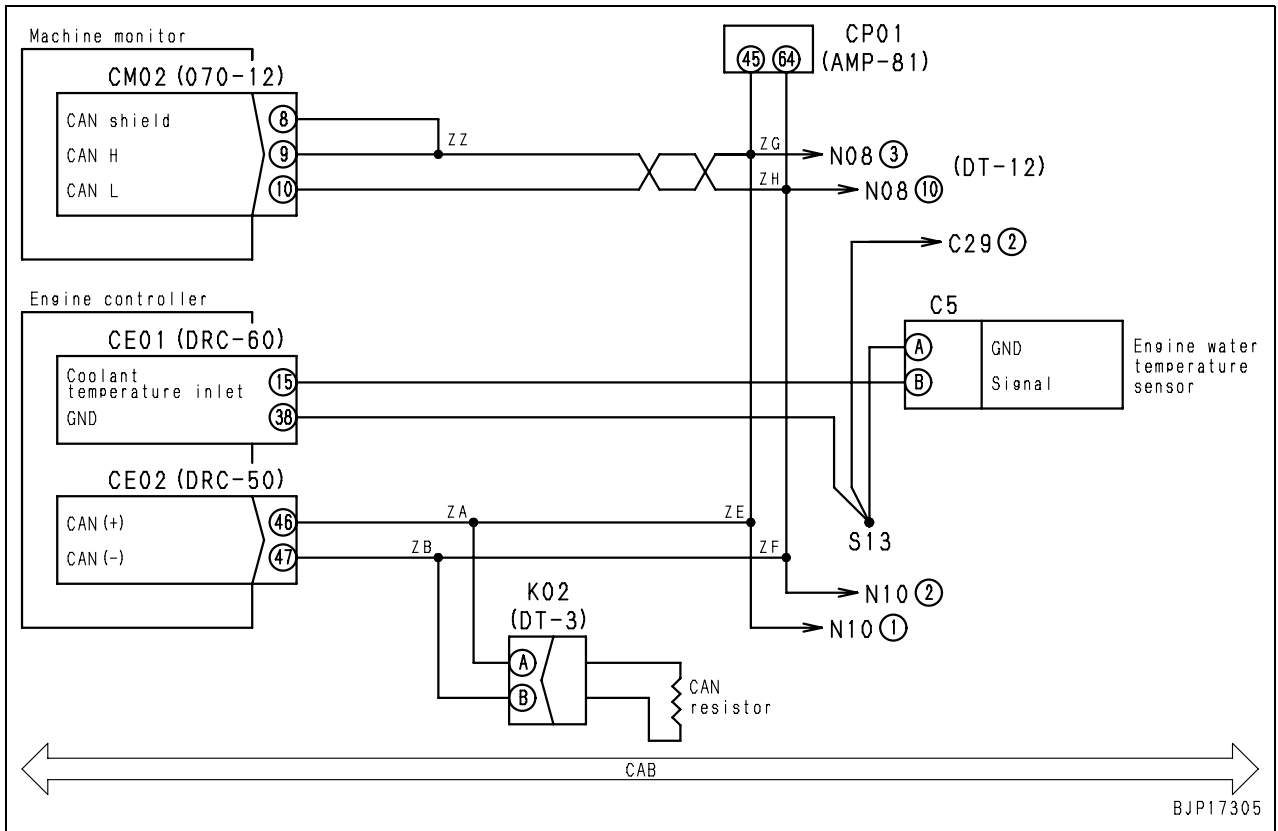 Machine monitor
CM02 (070-12)
CAN shield
8
CAN H
9
CAN L
10
ZZ
CP01
(AMP-81)
45
64
ZG
N08 3
(DT-12)
ZH
N08 10
C29 2
Engine controller
CE01 (DRC-60)
Coolant
temperature inlet
15
GND
38
C5
A
GND
B
Signal
Engine water
temperature
sensor
CE02 (DRC-50)
CAN (+)
46
CAN (-)
47
ZA
ZB
ZE
ZF
S13
K02
(DT-3)
A
B
CAN
resistor
N10 2
N10 1
CAB
BJP17305